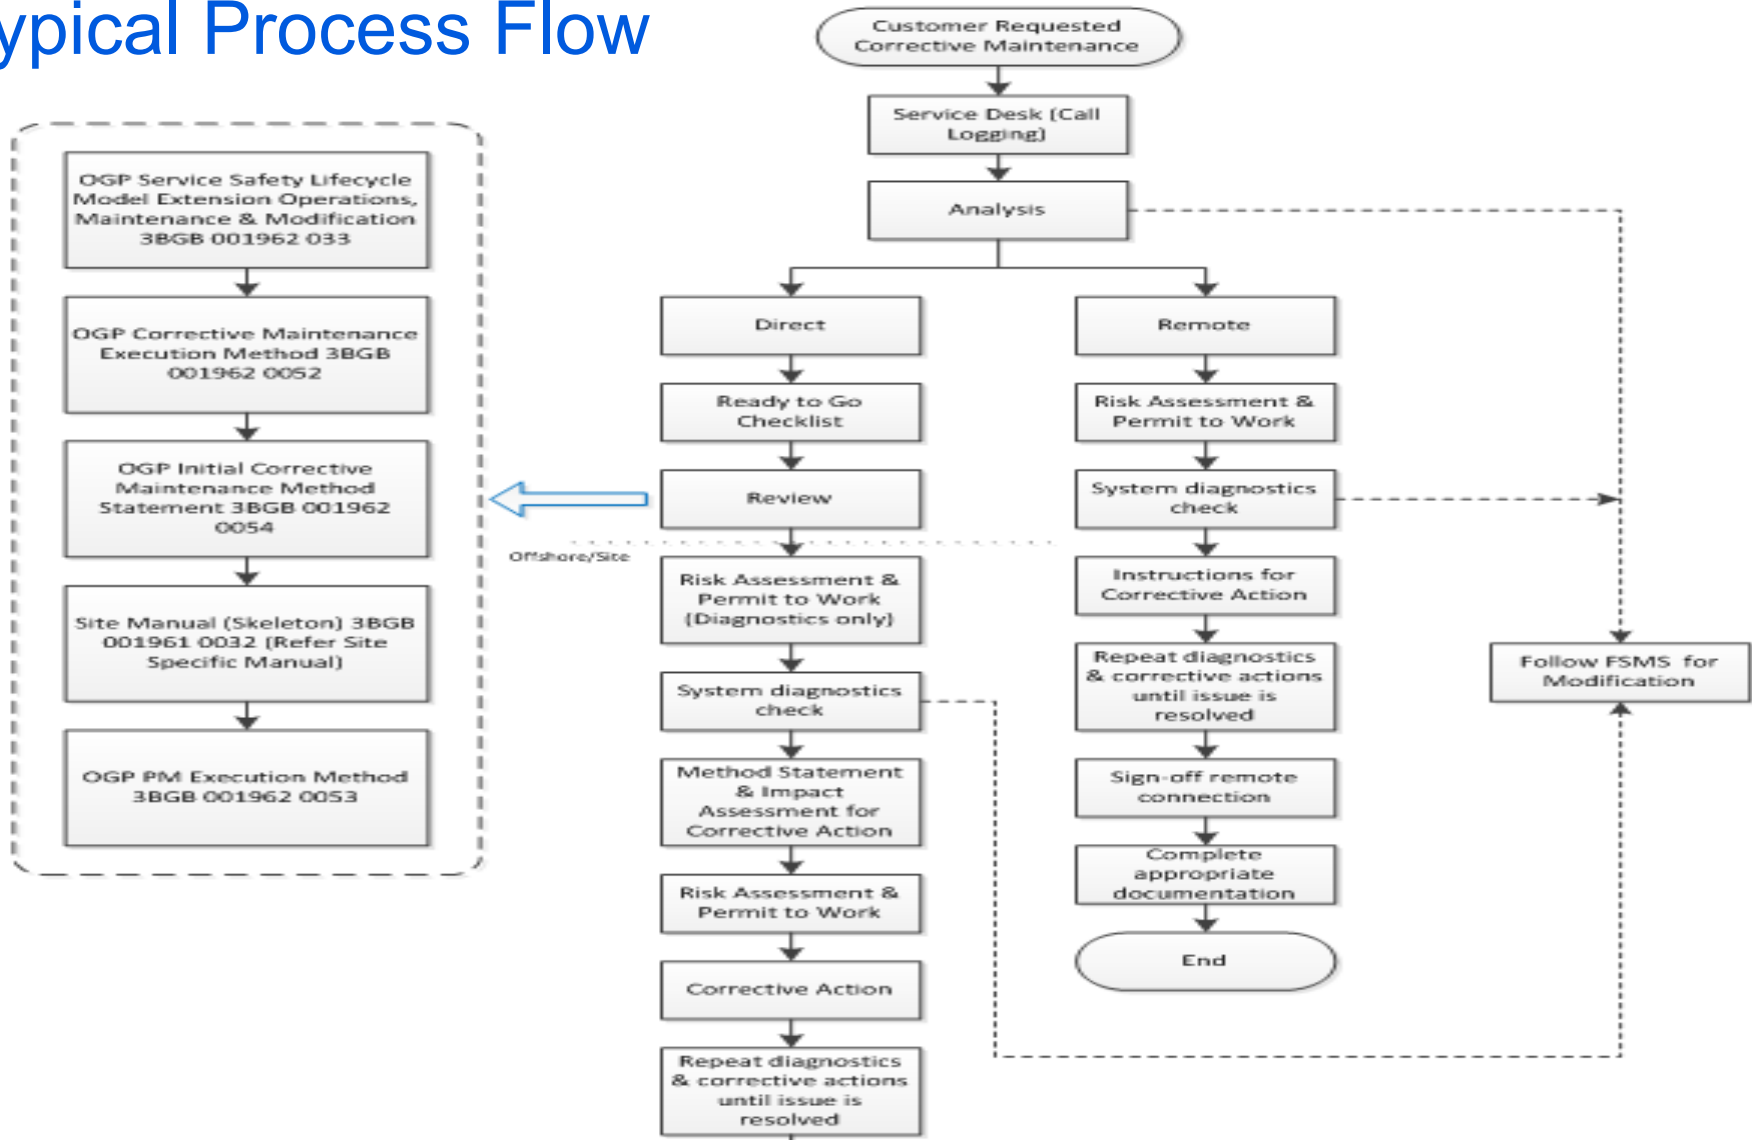 ypical Process Flow
Customer Requested
Corrective Maintenance
Service Desk (Call
Logging)
Analysis
OGP Service Safety Lifecycle
Model Extension Operations,
Maintenance & Modification
3BGB 001962 033
OGP Corrective Maintenance
Execution Method 3BGB
001962 0052
OGP Initial Corrective
Maintenance Method
Statement 3BGB 001962
0054
Site Manual (Skeleton) 3BGB
001961 0032 (Refer Site
Specific Manual)
OGP PM Execution Method
3BGB 001962 0053
Direct
Ready to Go
Checklist
Review
Offshore/Site
Risk Assessment &
Permit to Work
(Diagnostics only)
System diagnostics
check
Method Statement
& Impact
Assessment for
Corrective Action
Risk Assessment &
Permit to Work
Corrective Action
Repeat diagnostics
& corrective actions
until issue is
resolved
Remote
Risk Assessment &
Permit to Work
System diagnostics
check
Instructions for
Corrective Action
Repeat diagnostics
& corrective actions
until issue is
resolved
Sign-off remote
connection
Complete
appropriate
documentation
End
Follow FSMS for
Modification